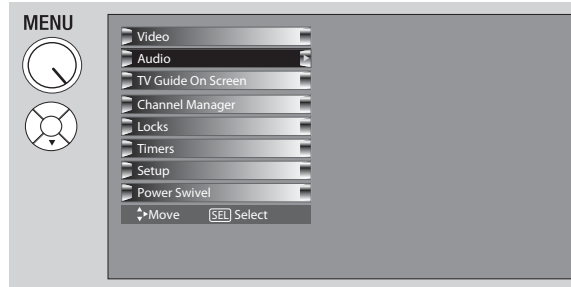 MENU
Video
Audio
TV Guide On Screen
Channel Manager
Locks
Timers
Setup
Power Swivel
Move SEL Select